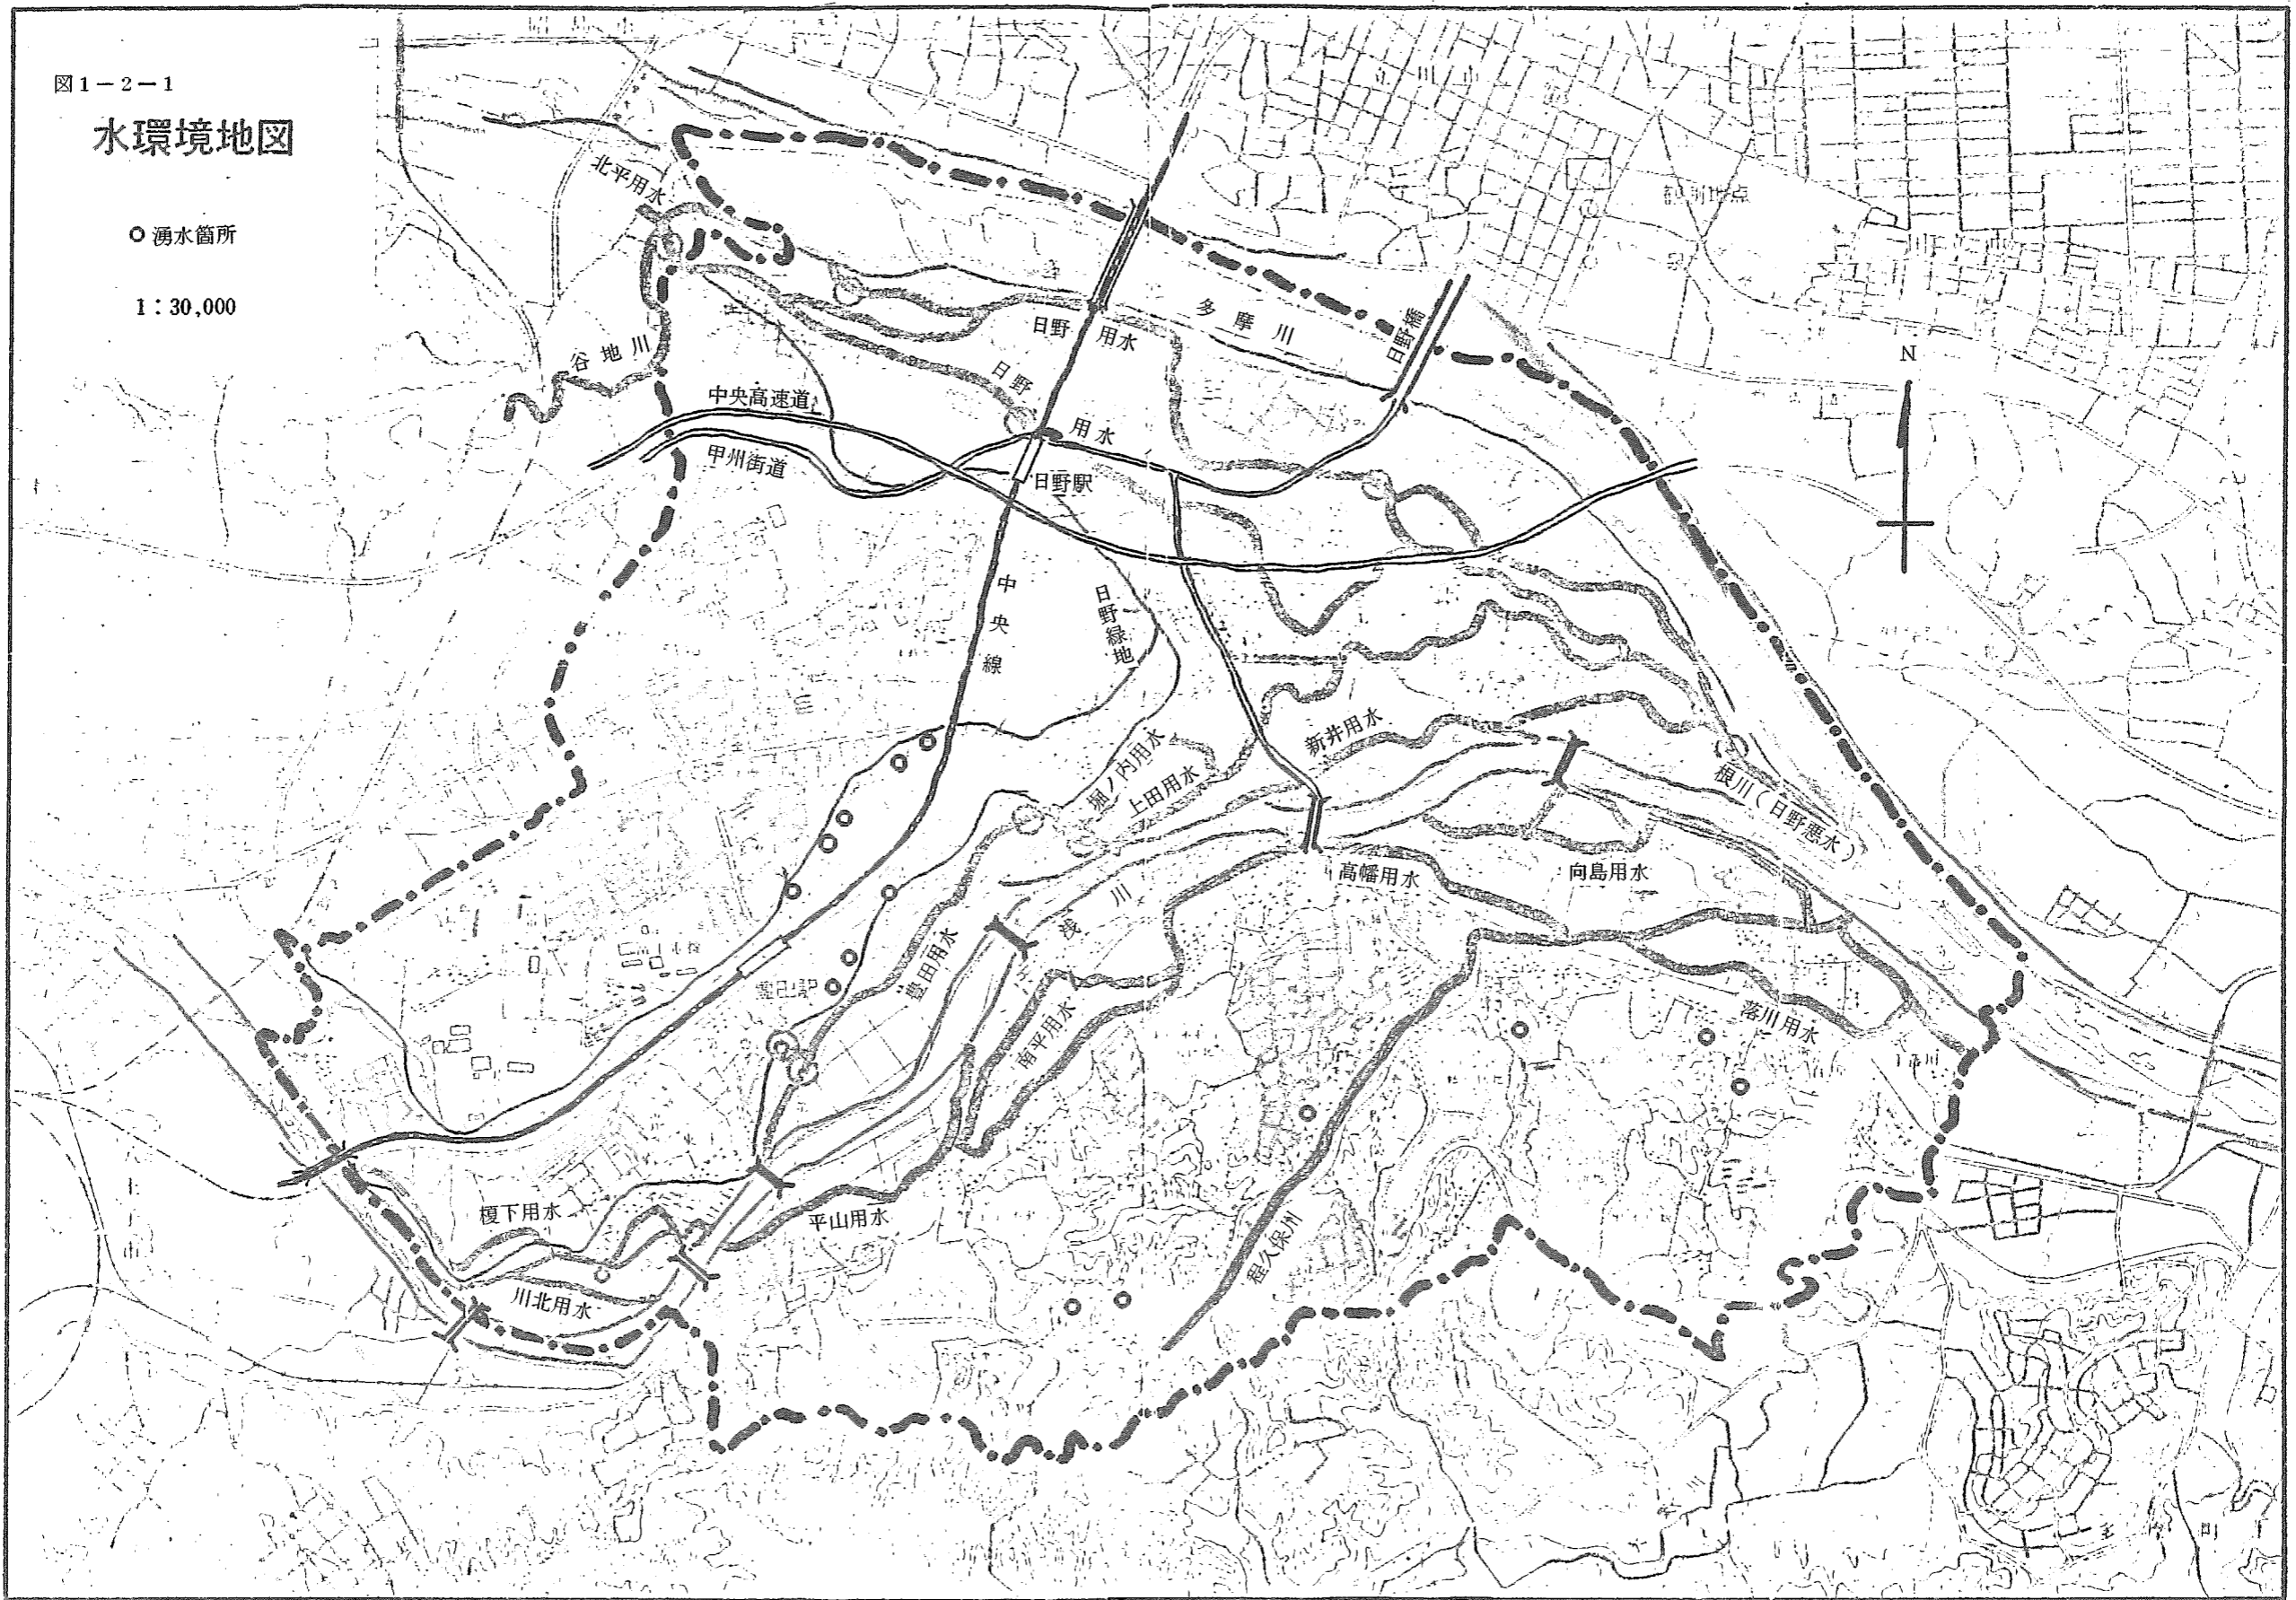 図1-2-1
水環境地図
湧水箇所
1:30,000
北平用水
谷地川
中央高速道
甲州街道
日野用水
多摩川
日野橋
日野用水
日野駅
N
中央線
日野緑地
新井用水
堀ノ内用水
上田用水
根川(日野悪水)
高幡用水
向島用水
浅川
豊田用水
豊田駅
南平用水
落川用水
榎下用水
平山用水
程久保川
川北用水